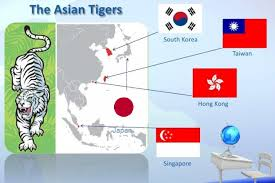 The Asian Tigers
South Korea
Taiwan
Hong Kong
Japan
Singapore